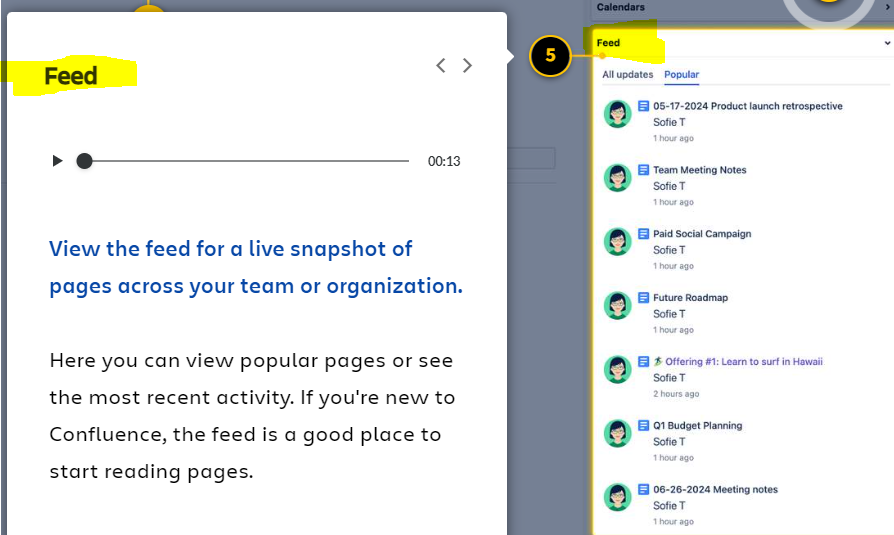 Feed
00:13
View the feed for a live snapshot of
pages across your team or organization.
Here you can view popular pages or see
the most recent activity. If you're new to
Confluence, the feed is a good place to
start reading pages.
Calendars
5
Feed
All updates Popular
05-17-2024 Product launch retrospective
Sofie T
1 hour ago
Team Meeting Notes
Sofie T
1 hour ago
Paid Social Campaign
Sofie T
1 hour ago
Future Roadmap
Sofie T
1 hour ago
Offering #1: Learn to surf in Hawaii
Sofie T
2 hours ago
Q1 Budget Planning
Sofie T
1 hour ago
06-26-2024 Meeting notes
Sofie T
1 hour ago